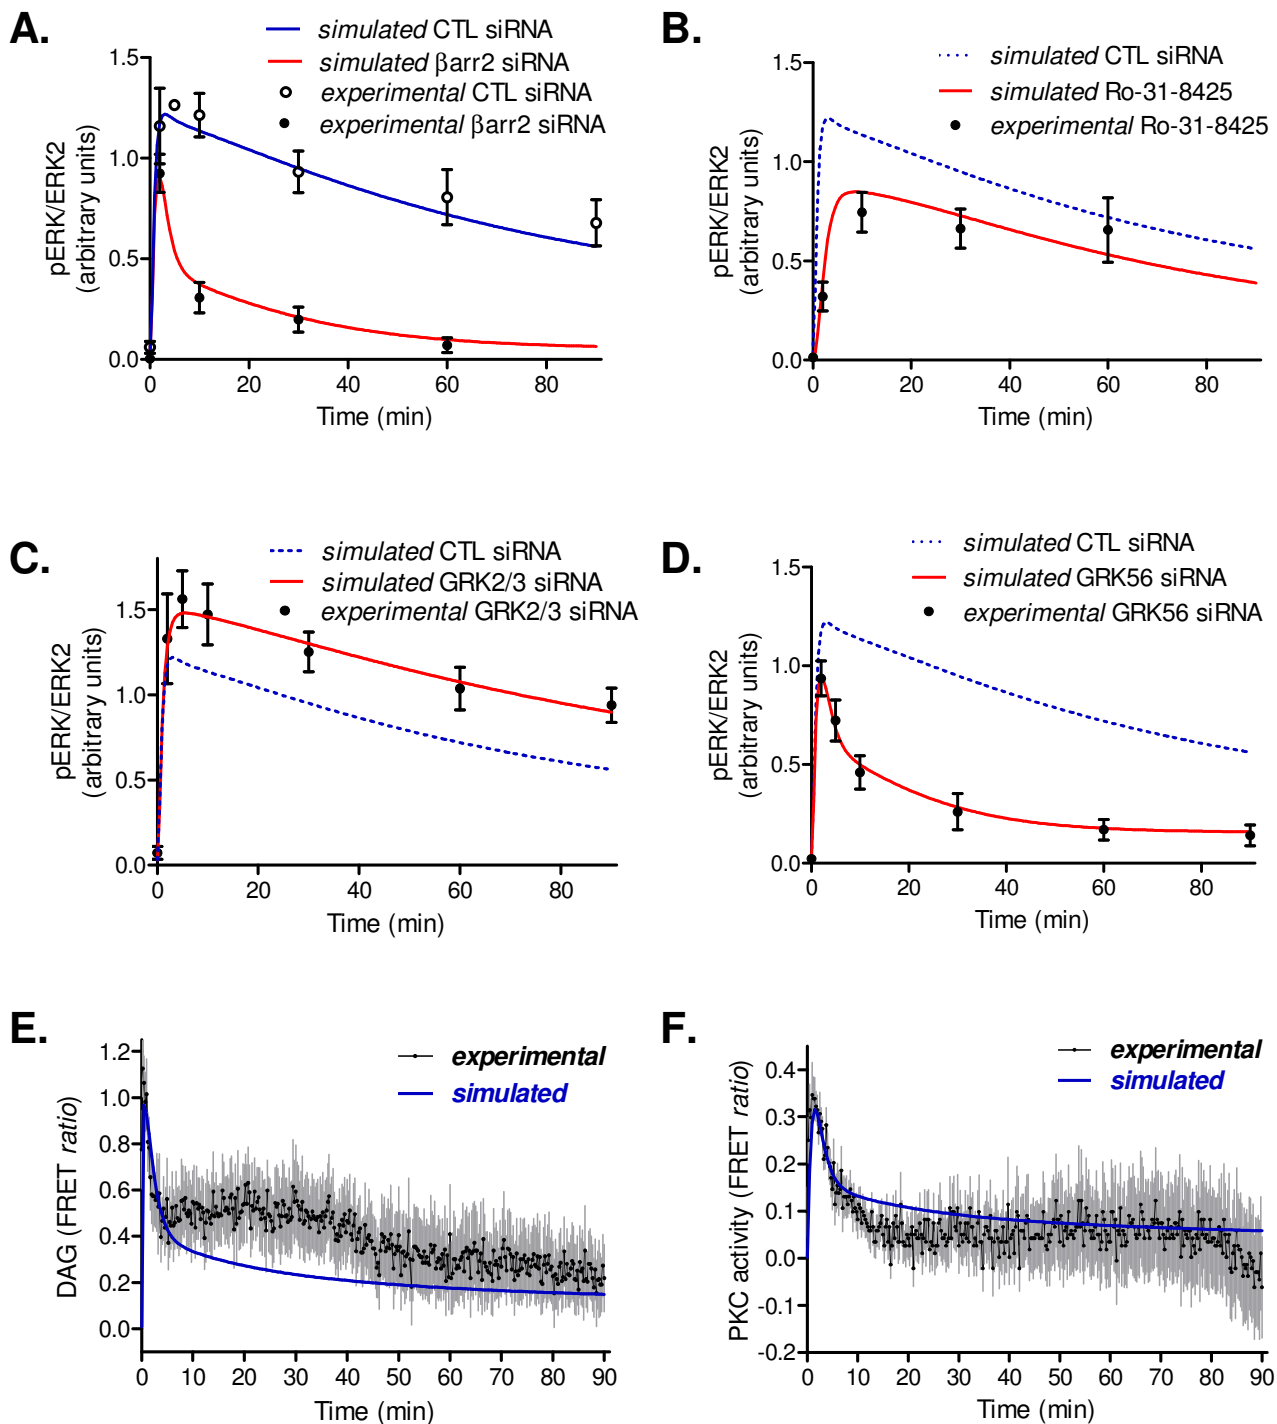 A.
simulated CTL siRNA
simulated βarr2 siRNA
experimental CTL siRNA
experimental βarr2 siRNA
pERK/ERK2
(arbitrary units)
1.5
1.0
0.5
0.0
0 20 40 60 80
Time (min)
B.
simulated CTL siRNA
simulated Ro-31-8425
experimental Ro-31-8425
pERK/ERK2
(arbitrary units)
1.5
1.0
0.5
0.0
0 20 40 60 80
Time (min)
C.
simulated CTL siRNA
simulated GRK2/3 siRNA
experimental GRK2/3 siRNA
pERK/ERK2
(arbitrary units)
1.5
1.0
0.5
0.0
0 20 40 60 80
Time (min)
D.
simulated CTL siRNA
simulated GRK56 siRNA
experimental GRK56 siRNA
pERK/ERK2
(arbitrary units)
1.5
1.0
0.5
0.0
0 20 40 60 80
Time (min)
E.
experimental
simulated
DAG (FRET ratio)
1.2
1.0
0.8
0.6
0.4
0.2
0.0
0 10 20 30 40 50 60 70 80 90
Time (min)
F.
experimental
simulated
PKC activity (FRET ratio)
0.4
0.3
0.2
0.1
0.0
-0.1
-0.2
0 10 20 30 40 50 60 70 80 90
Time (min)